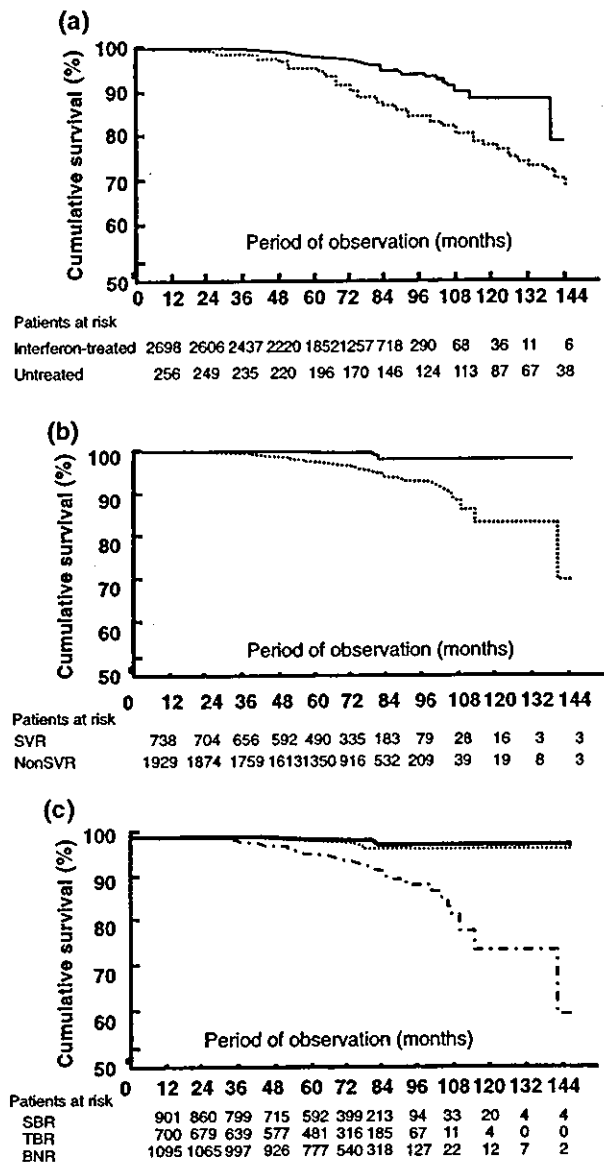 (a)
Cumulative survival (%)
100
90
80
70
60
50
Period of observation (months)
0 12 24 36 48 60 72 84 96 108 120 132 144
Patients at risk
Interferon-treated 2698 2606 2437 2220 1852 1257 718 290 68 36 11 6
Untreated 256 249 235 220 196 170 146 124 113 87 67 38
(b)
Cumulative survival (%)
100
90
80
70
60
50
Period of observation (months)
0 12 24 36 48 60 72 84 96 108 120 132 144
Patients at risk
SVR 738 704 656 592 490 335 183 79 28 16 3 3
NonSVR 1929 1874 1759 1613 1350 916 532 209 39 19 8 3
(c)
Cumulative survival (%)
100
90
80
70
60
50
Period of observation (months)
0 12 24 36 48 60 72 84 96 108 120 132 144
Patients at risk
SBR 901 860 799 715 592 399 213 94 33 20 4 4
TBR 700 679 639 577 481 316 185 67 11 4 0 0
BNR 1095 1065 997 926 777 540 318 127 22 12 7 2